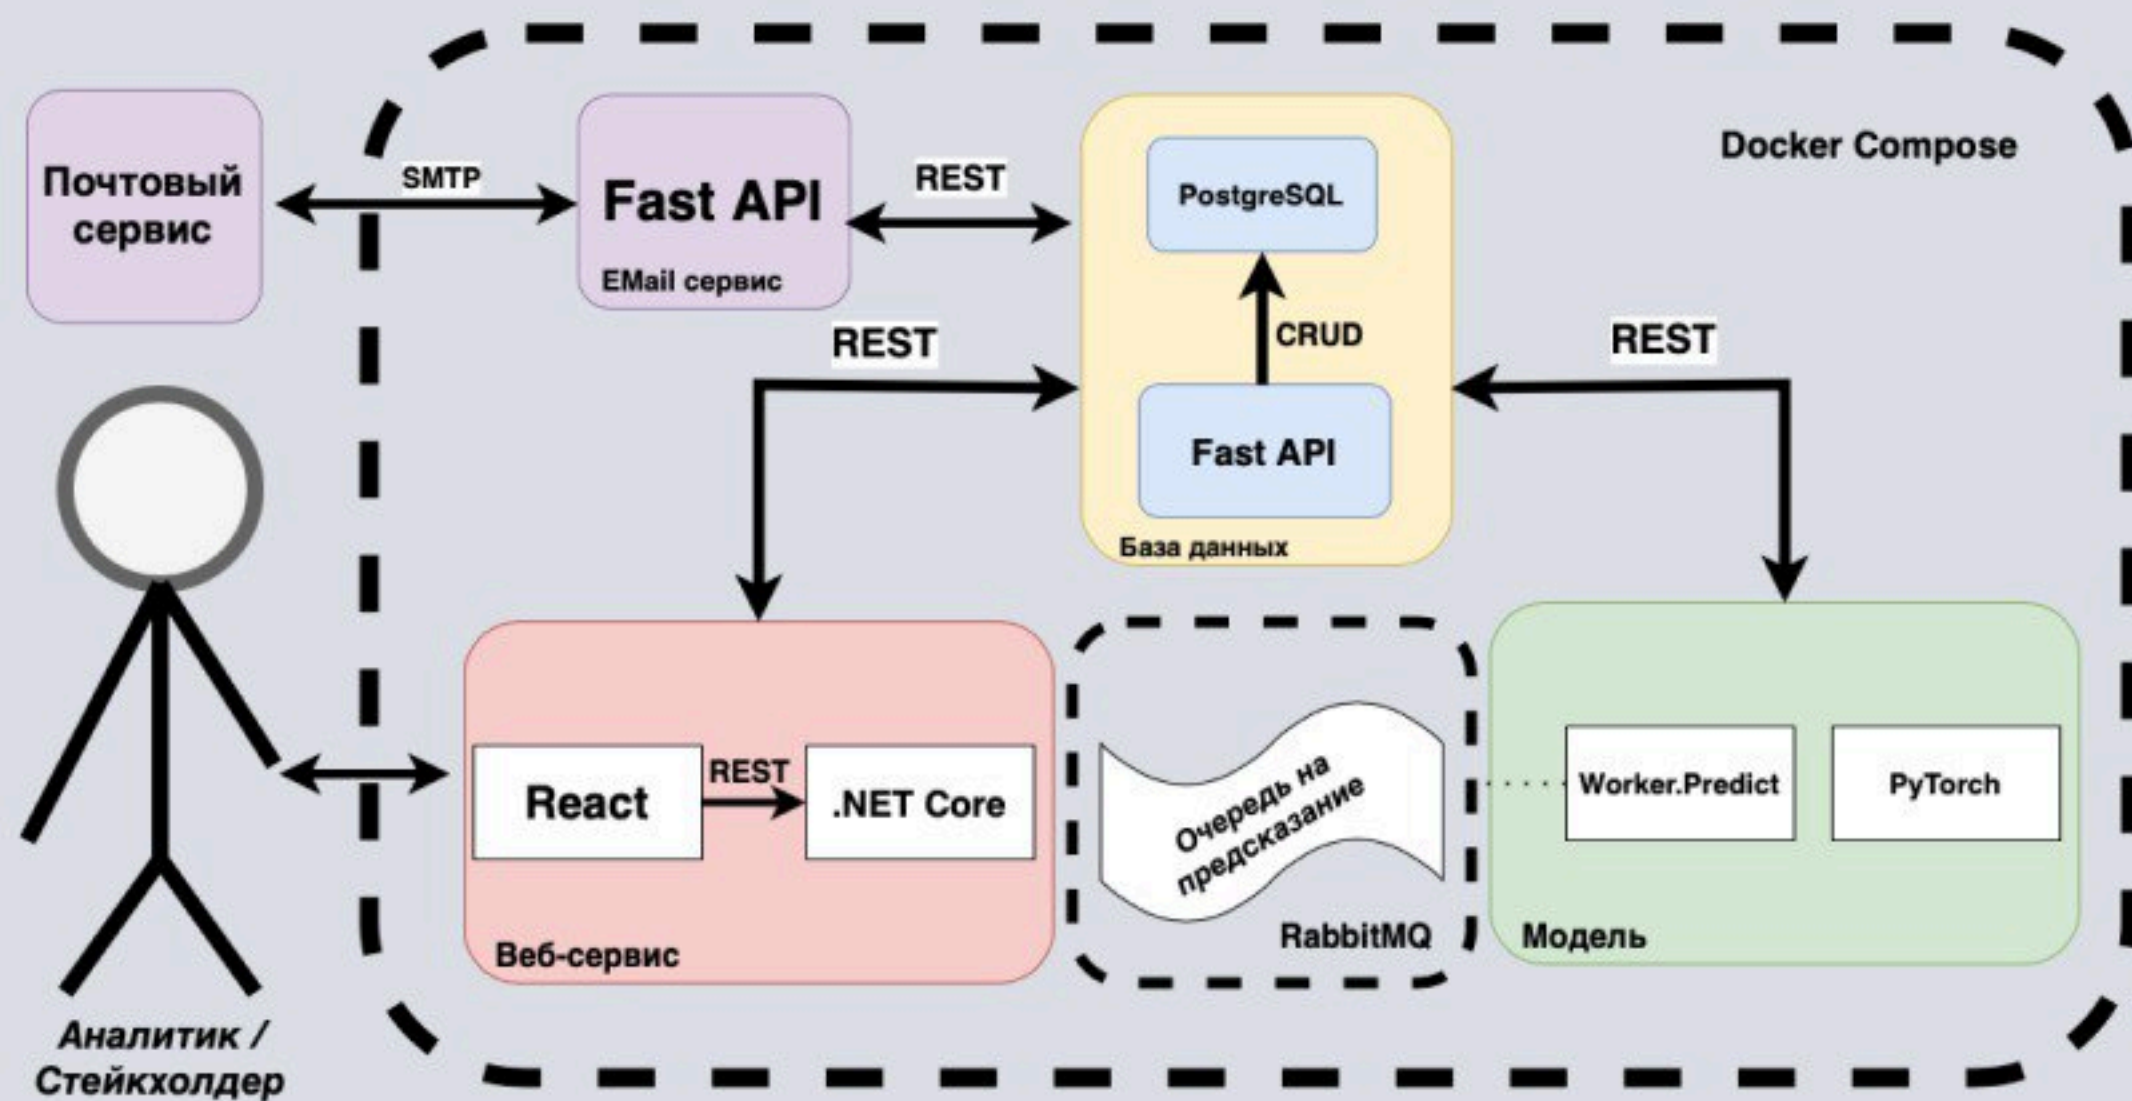 Docker Compose
Почтовый
сервис
SMTP
Fast API
EMail сервис
REST
PostgreSQL
CRUD
Fast API
База данных
REST
REST
React
REST
.NET Core
Веб-сервис
Очередь на
предсказание
RabbitMQ
Worker.Predict
PyTorch
Модель
Аналитик /
Стейкхолдер